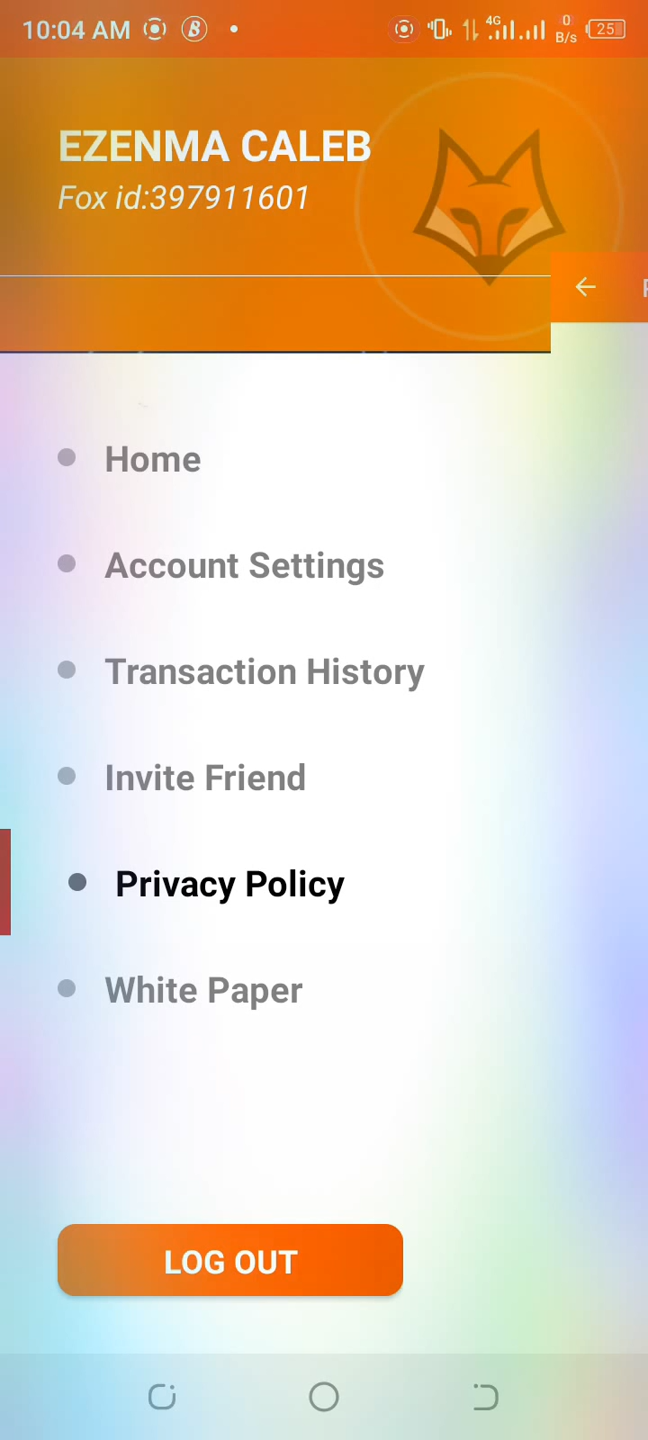 10:04 AM
4G
0
B/s
25
EZENMA CALEB
Fox id:397911601
Home
Account Settings
Transaction History
Invite Friend
Privacy Policy
White Paper
LOG OUT